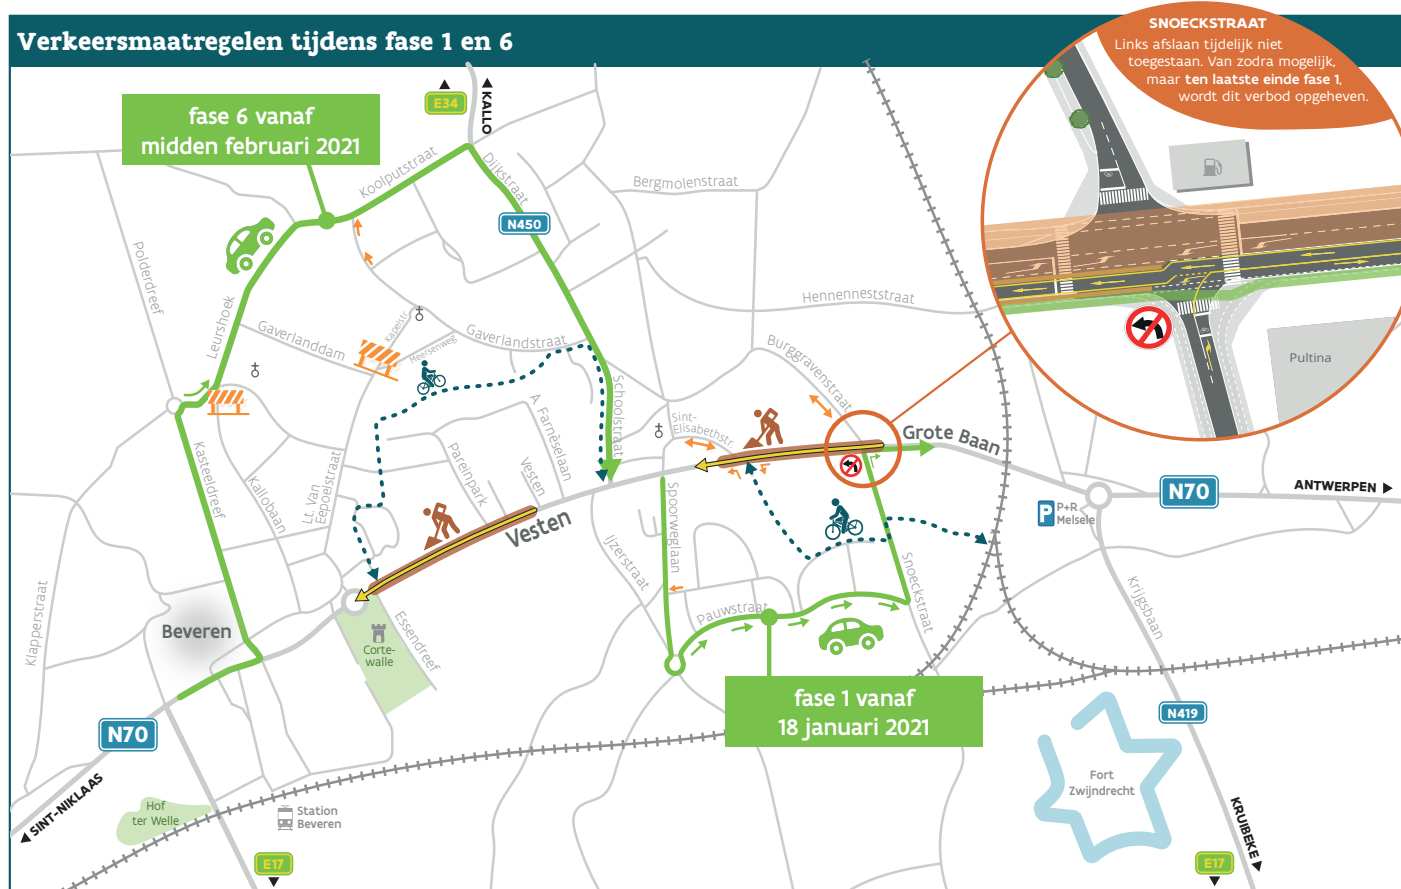 Verkeersmaatregelen tijdens fase 1 en 6
SNOECKSTRAAT
Links afslaan tijdelijk niet
toegestaan. Van zodra mogelijk,
maar ten laatste einde fase 1,
wordt dit verbod opgeheven.
fase 6 vanaf
midden februari 2021
E34
KALLO
Koolputstraat
Dijkstraat
N450
Bergmolenstraat
Polderdreef
Leurshoek
Gaverlanddam
Kapelstr.
Meersenweg
Gaverlandstraat
Hennenneststraat
Burggravenstraat
Pultina
Schoolstraat
Sint-
Elisabethstr.
Grote Baan
A. Farnèselaan
Pareinpark
Vesten
Vesten
Kasteeldreef
Kallobaan
Lt. Van
Eepoelstraat
Spoorweglaan
Ijzerstraat
P
P+R
Melsele
N70
ANTWERPEN
Snoeckstraat
Pauwstraat
Krijgsbaan
Klapperstraat
Beveren
Corte-
walle
Essendreef
fase 1 vanaf
18 januari 2021
N419
N70
SINT-NIKLAAS
Hof
ter Welle
Station
Beveren
E17
Fort
Zwijndrecht
KRUIBEKE
E17